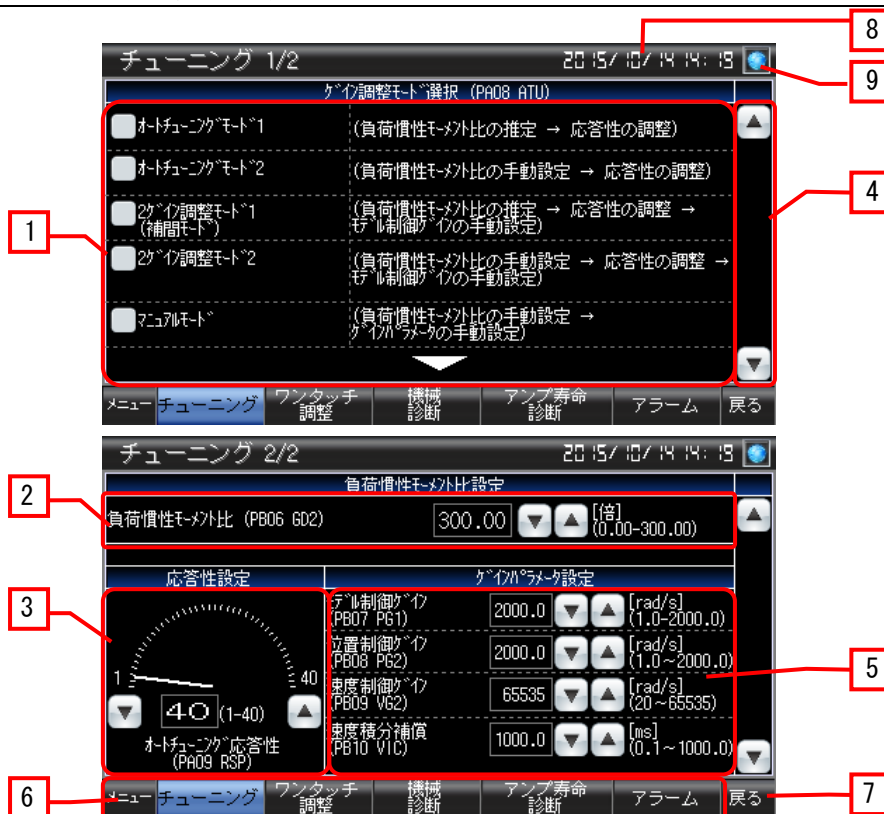 8
チューニング 1/2
2015/10/14 14:19
9
ｹﾞｲﾝ調整ﾓｰﾄﾞ選択 (PA08 ATU)
ｵｰﾄﾁｭｰﾆﾝｸﾞﾓｰﾄﾞ1
(負荷慣性ﾓｰﾒﾝﾄ比の推定 → 応答性の調整)
ｵｰﾄﾁｭｰﾆﾝｸﾞﾓｰﾄﾞ2
(負荷慣性ﾓｰﾒﾝﾄ比の手動設定 → 応答性の調整)
4
1
2ｹﾞｲﾝ調整ﾓｰﾄﾞ1
(補間ﾓｰﾄﾞ)
(負荷慣性ﾓｰﾒﾝﾄ比の推定 → 応答性の調整 →
ﾓﾃﾞﾙ制御ｹﾞｲﾝの手動設定)
2ｹﾞｲﾝ調整ﾓｰﾄﾞ2
(負荷慣性ﾓｰﾒﾝﾄ比の手動設定 → 応答性の調整 →
ﾓﾃﾞﾙ制御ｹﾞｲﾝの手動設定)
ﾏﾆｭｱﾙﾓｰﾄﾞ
(負荷慣性ﾓｰﾒﾝﾄ比の手動設定 →
ｹﾞｲﾝﾊﾟﾗﾒｰﾀの手動設定)
メニュー
チューニング
ワンタッチ
調整
機械
診断
アンプ寿命
診断
アラーム
戻る
チューニング 2/2
2015/10/14 14:19
負荷慣性ﾓｰﾒﾝﾄ比設定
2
負荷慣性ﾓｰﾒﾝﾄ比 (PB06 GD2)
300.00
[倍]
(0.00-300.00)
応答性設定
ｹﾞｲﾝﾊﾟﾗﾒｰﾀ設定
3
1
40
40
(1-40)
ｵｰﾄﾁｭｰﾆﾝｸﾞ応答性
(PA09 RSP)
ﾓﾃﾞﾙ制御ｹﾞｲﾝ
(PB07 PG1)
2000.0
[rad/s]
(1.0-2000.0)
位置制御ｹﾞｲﾝ
(PB08 PG2)
2000.0
[rad/s]
(1.0～2000.0)
5
速度制御ｹﾞｲﾝ
(PB09 VG2)
65535
[rad/s]
(20～65535)
速度積分補償
(PB10 VIC)
1000.0
[ms]
(0.1～1000.0)
6
メニュー
チューニング
ワンタッチ
調整
機械
診断
アンプ寿命
診断
アラーム
戻る
7